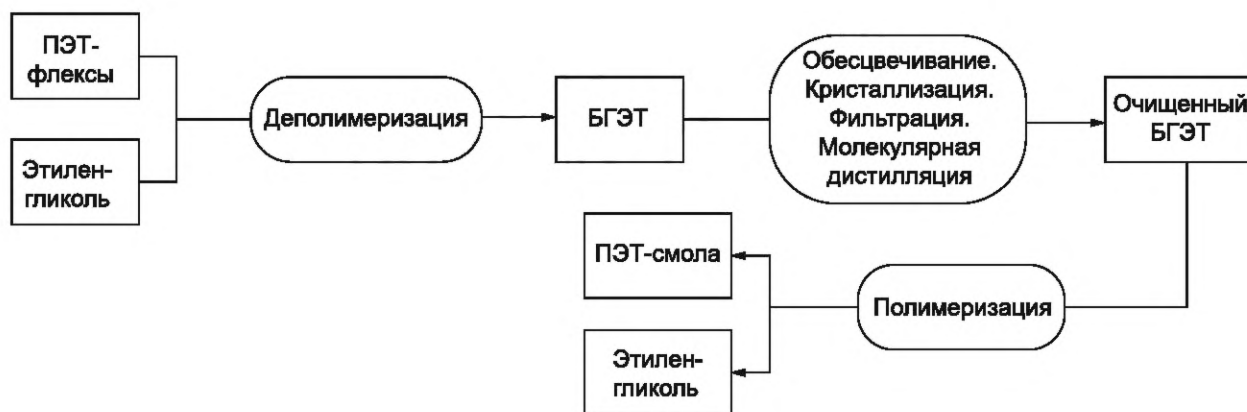 ПЭТ-
флексы
Этилен-
гликоль
Деполимеризация
БГЭТ
Обесцвечивание.
Кристаллизация.
Фильтрация.
Молекулярная
дистилляция
Очищенный
БГЭТ
ПЭТ-смола
Этилен-
гликоль
Полимеризация